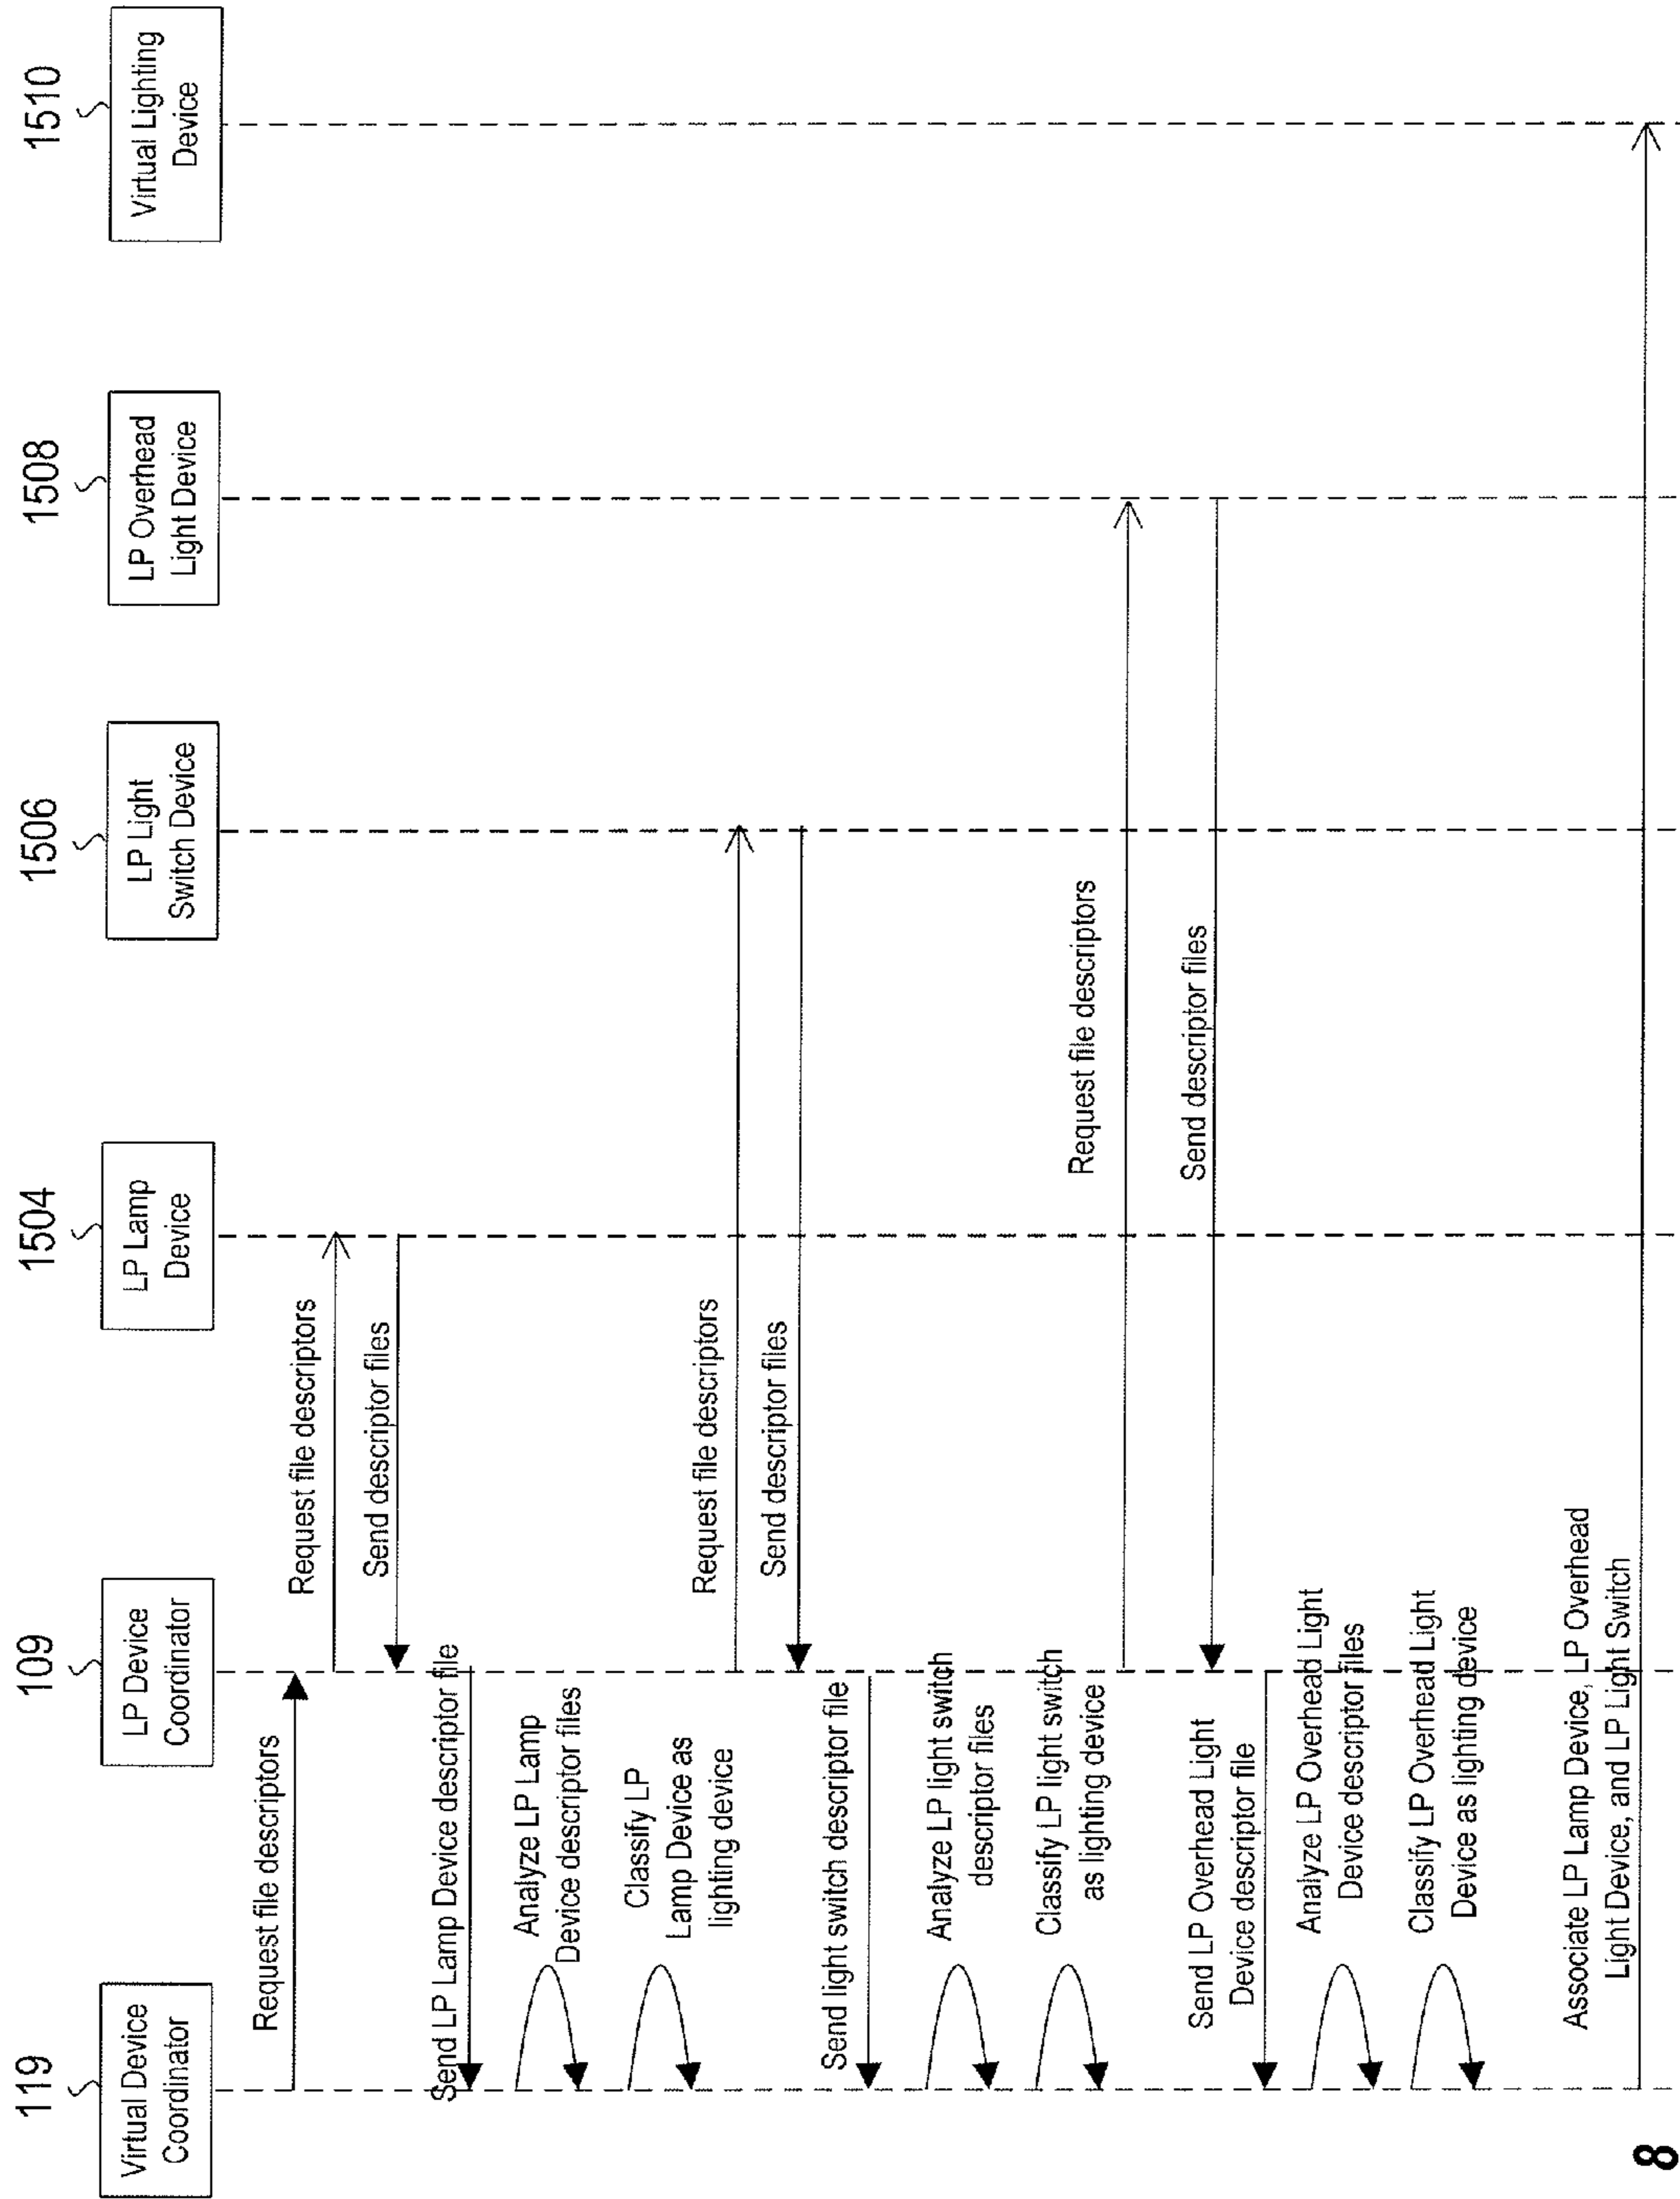 119
109
1504
1506
1508
1510
Virtual Device
Coordinator
LP Device
Coordinator
LP Lamp
Device
LP Light
Switch Device
LP Overhead
Light Device
Virtual Lighting
Device
Request file descriptors
Request file descriptors
Send descriptor files
Send LP Lamp Device descriptor file
Analyze LP Lamp
Device descriptor files
Classify LP
Lamp Device as
lighting device
Request file descriptors
Send descriptor files
Send light switch descriptor file
Analyze LP light switch
descriptor files
Classify LP light switch
as lighting device
Request file descriptors
Send descriptor files
Send LP Overhead Light
Device descriptor file
Analyze LP Overhead Light
Device descriptor files
Classify LP Overhead Light
Device as lighting device
Associate LP Lamp Device, LP Overhead
Light Device, and LP Light Switch
8